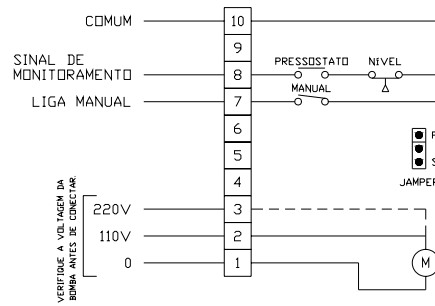 COMUM
10
9
SINAL DE
MONITORAMENTO
8
PRESSOSTATO
NIVEL
LIGA MANUAL
7
MANUAL
6
5
4
JAMPER
VERIFIQUE A VOLTAGEM DA
BOMBA ANTES DE CONECTAR.
220V
3
110V
2
0
1
M